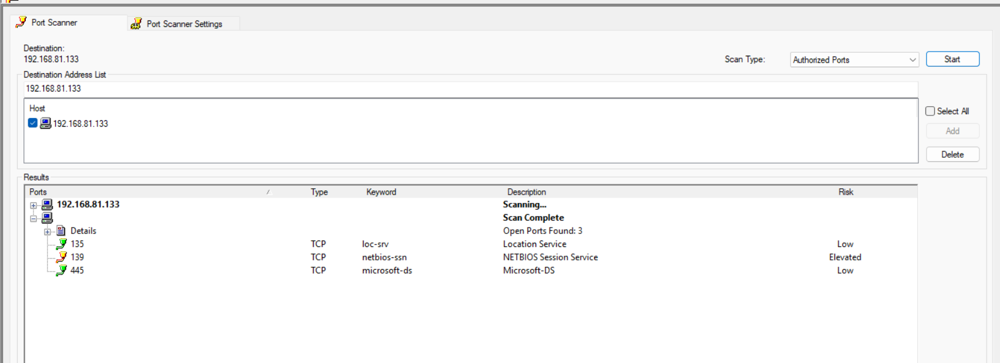 Port Scanner Port Scanner Settings
Destination:
192.168.81.133
Scan Type: Authorized Ports Start
Destination Address List
192.168.81.133
Host
192.168.81.133
Select All
Add
Delete
Results
Ports Type Keyword Description Risk
192.168.81.133 Scanning...
Scan Complete
Details Open Ports Found: 3
135 TCP loc-srv Location Service Low
139 TCP netbios-ssn NETBIOS Session Service Elevated
445 TCP microsoft-ds Microsoft-DS Low